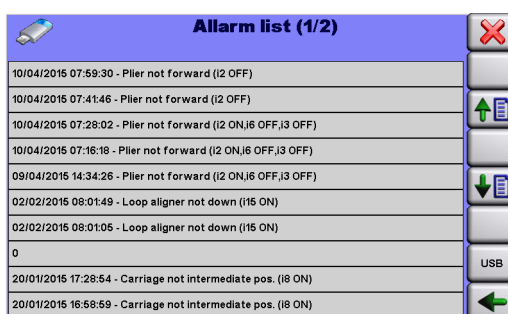 Allarm list (1/2)
10/04/2015 07:59:30 - Plier not forward (i2 OFF)
10/04/2015 07:41:46 - Plier not forward (i2 OFF)
10/04/2015 07:28:02 - Plier not forward (i2 ON,i6 OFF,i3 OFF)
10/04/2015 07:16:18 - Plier not forward (i2 ON,i6 OFF,i3 OFF)
09/04/2015 14:34:26 - Plier not forward (i2 ON,i6 OFF,i3 OFF)
02/02/2015 08:01:49 - Loop aligner not down (i15 ON)
02/02/2015 08:01:05 - Loop aligner not down (i15 ON)
0
20/01/2015 17:28:54 - Carriage not intermediate pos. (i8 ON)
20/01/2015 16:58:59 - Carriage not intermediate pos. (i8 ON)
USB